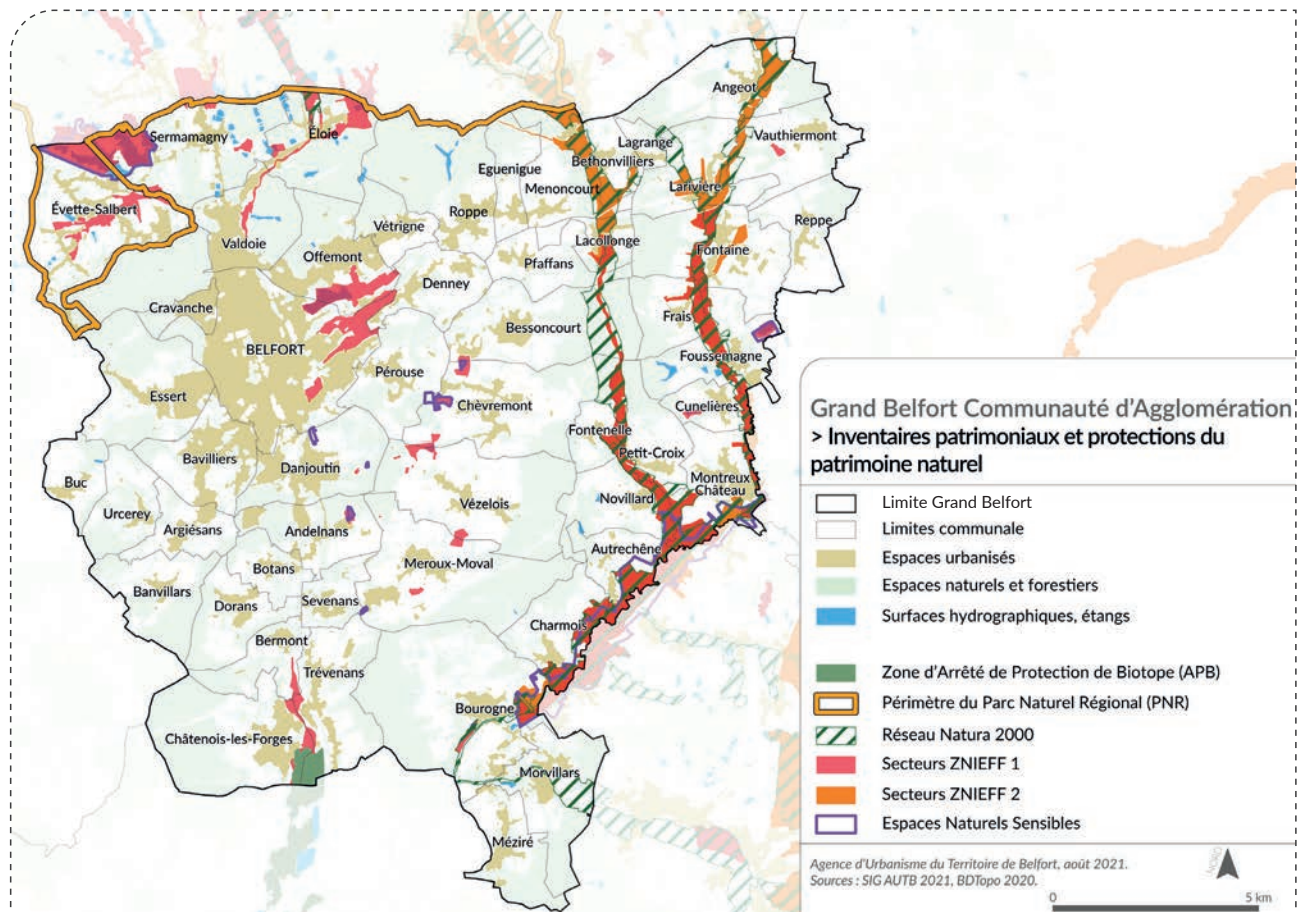 Angeot
Sermamagny
Éloie
Vauthiermont
Lagrange
Bethonvilliers
Eguenigue
Menoncourt
Larivière
Évette-Salbert
Roppe
Reppe
Vétrigne
Valdoie
Lacollonge
Fontaine
Offemont
Pfaffans
Denney
Cravanche
Frais
Bessoncourt
BELFORT
Foussemagne
Pérouse
Essert
Chèvremont
Cunelières
Fontenelle
Bavilliers
Petit-Croix
Danjoutin
Montreux
Château
Buc
Novillard
Vézelois
Urcerey
Argiésans
Andelnans
Autrechêne
Meroux-Moval
Botans
Banvillars
Sevenans
Dorans
Charmois
Bermont
Trévenans
Bourogne
Châtenois-les-Forges
Morvillars
Méziré
Grand Belfort Communauté d'Agglomération
> Inventaires patrimoniaux et protections du
patrimoine naturel
Limite Grand Belfort
Limites communale
Espaces urbanisés
Espaces naturels et forestiers
Surfaces hydrographiques, étangs
Zone d'Arrêté de Protection de Biotope (APB)
Périmètre du Parc Naturel Régional (PNR)
Réseau Natura 2000
Secteurs ZNIEFF 1
Secteurs ZNIEFF 2
Espaces Naturels Sensibles
Agence d'Urbanisme du Territoire de Belfort, août 2021.
Sources : SIG AUTB 2021, BDTopo 2020.
NORD
0 5 km